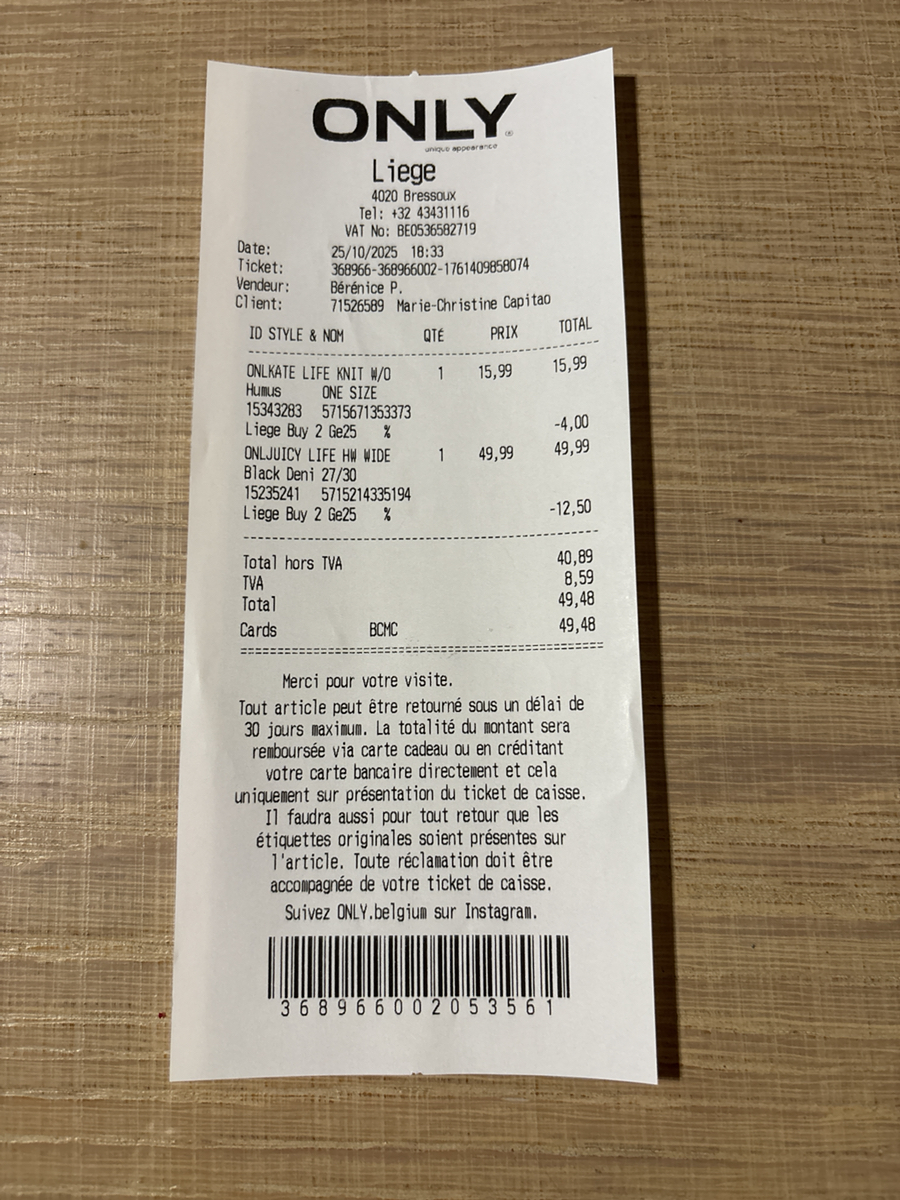 ONLY®
unique appearance
Liege
4020 Bressoux
Tel: +32 43431116
VAT No: BE0536582719
Date: 25/10/2025 18:33
Ticket: 368966-368966002-1761409858074
Vendeur: Bérénice P.
Client: 71526589 Marie-Christine Capitao
ID STYLE & NOM QTÉ PRIX TOTAL
ONLKATE LIFE KNIT W/O 1 15,99 15,99
Humus ONE SIZE
15343283 5715671353373
Liege Buy 2 Ge25 % -4,00
ONLJUICY LIFE HW WIDE 1 49,99 49,99
Black Deni 27/30
15235241 5715214335194
Liege Buy 2 Ge25 % -12,50
Total hors TVA 40,89
TVA 8,59
Total 49,48
Cards BCMC 49,48
Merci pour votre visite.
Tout article peut être retourné sous un délai de
30 jours maximum. La totalité du montant sera
remboursée via carte cadeau ou en créditant
votre carte bancaire directement et cela
uniquement sur présentation du ticket de caisse.
Il faudra aussi pour tout retour que les
étiquettes originales soient présentes sur
l'article. Toute réclamation doit être
accompagnée de votre ticket de caisse.
Suivez ONLY.belgium sur Instagram.
368966002053561